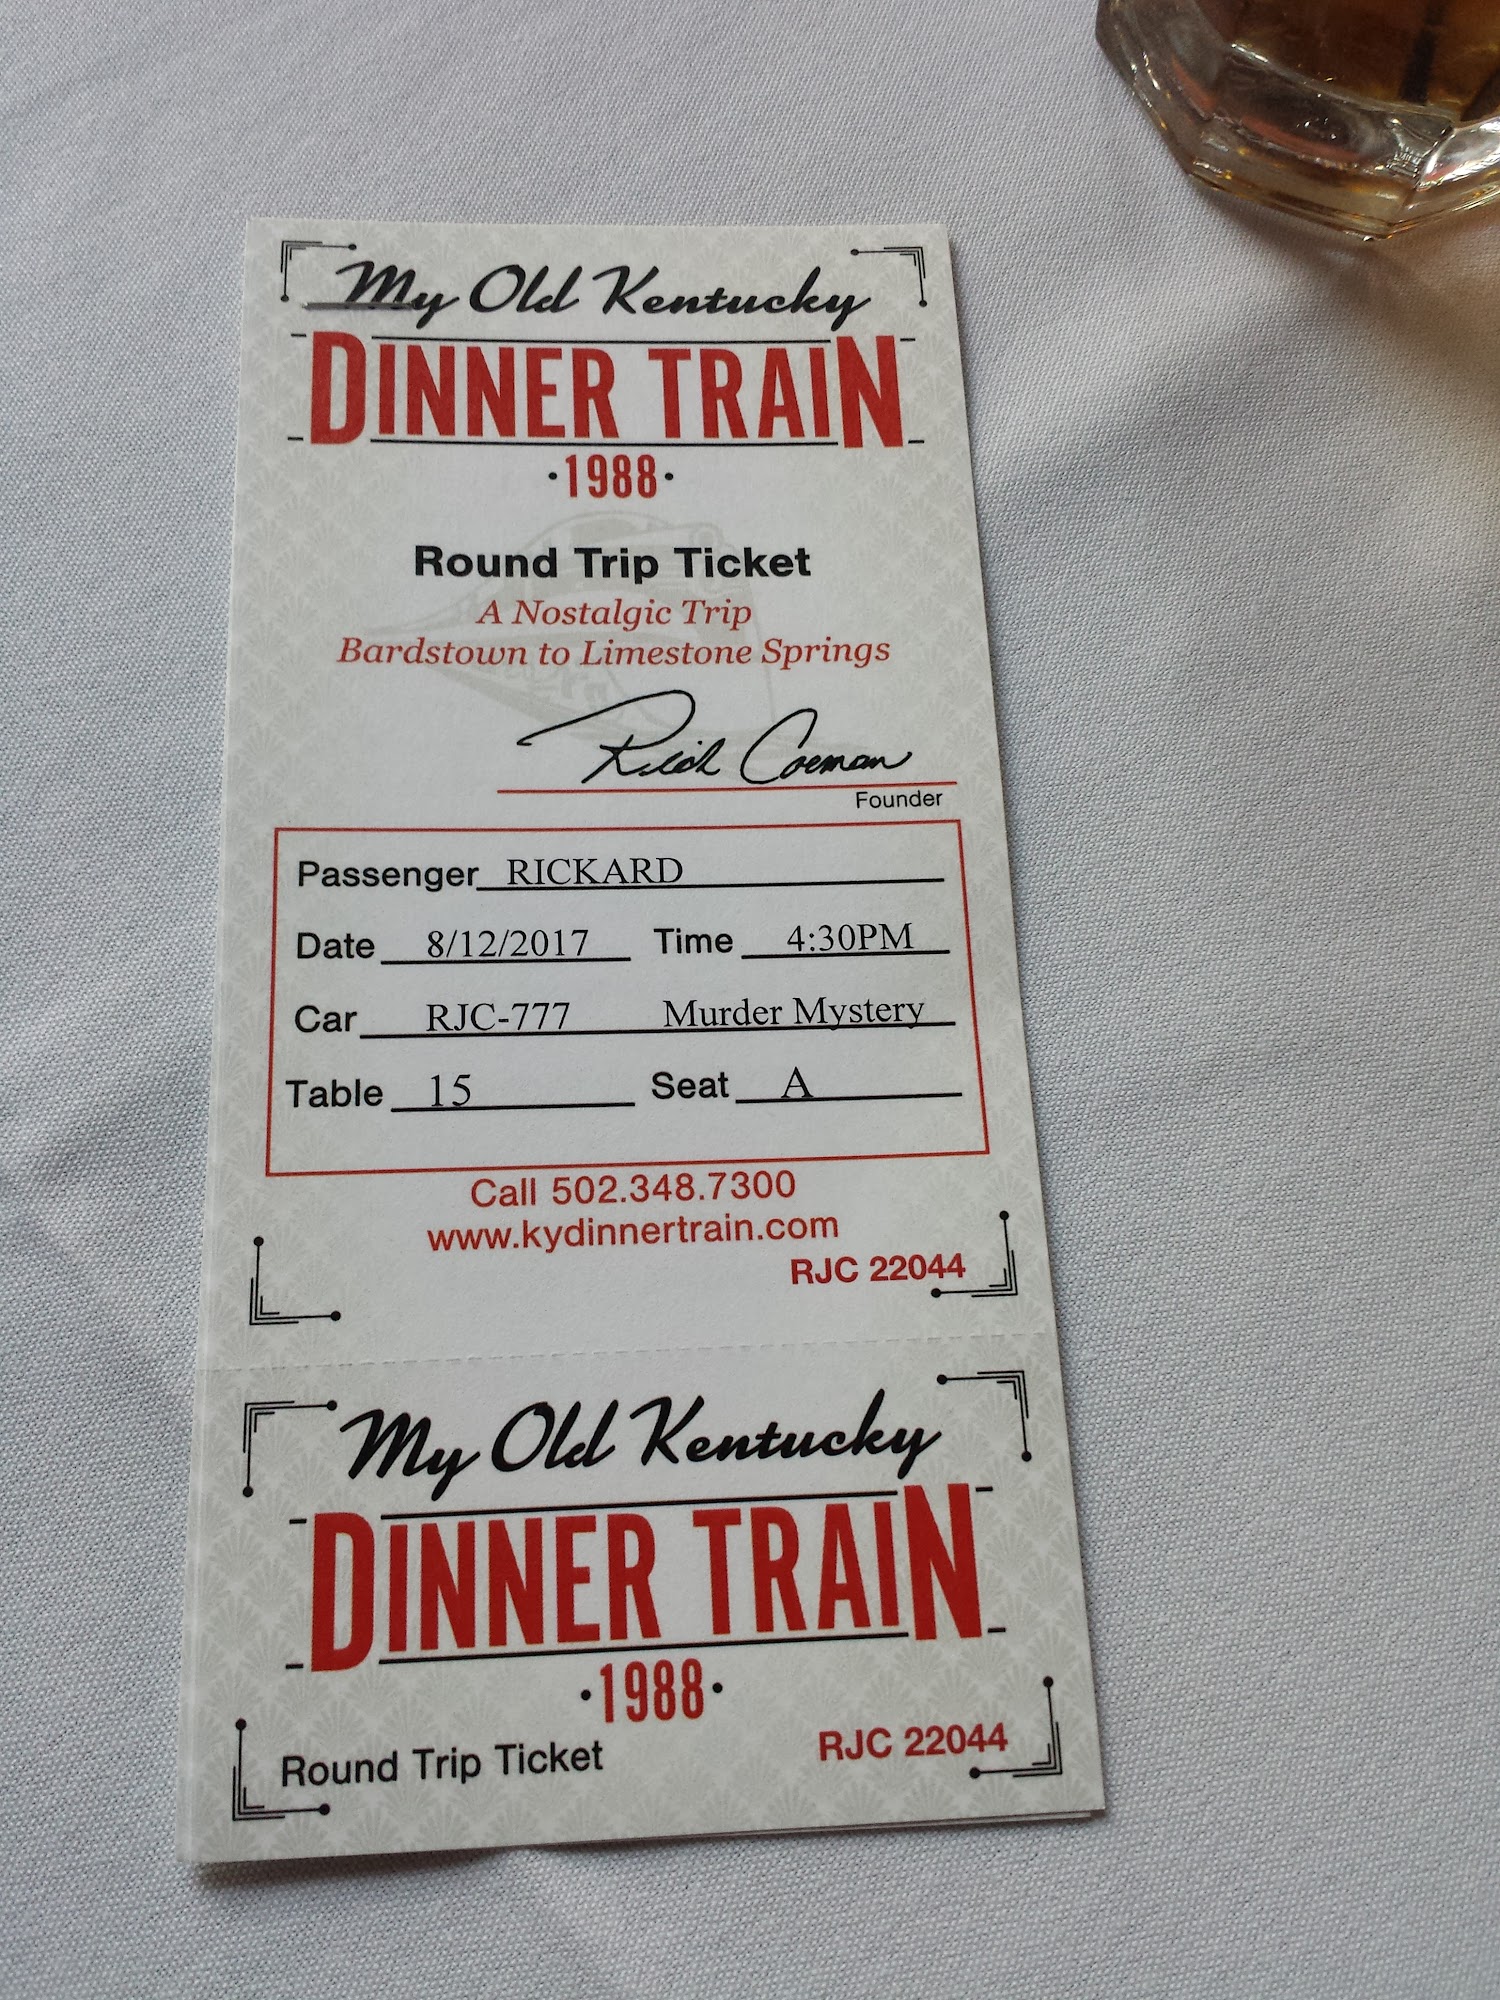 My Old Kentucky
DINNER TRAIN
·1988·
Round Trip Ticket
A Nostalgic Trip
Bardstown to Limestone Springs
Rick Corman
Founder
Passenger RICKARD
Date 8/12/2017 Time 4:30PM
Car RJC-777 Murder Mystery
Table 15 Seat A
Call 502.348.7300
www.kydinnertrain.com
RJC 22044
My Old Kentucky
DINNER TRAIN
·1988·
Round Trip Ticket RJC 22044